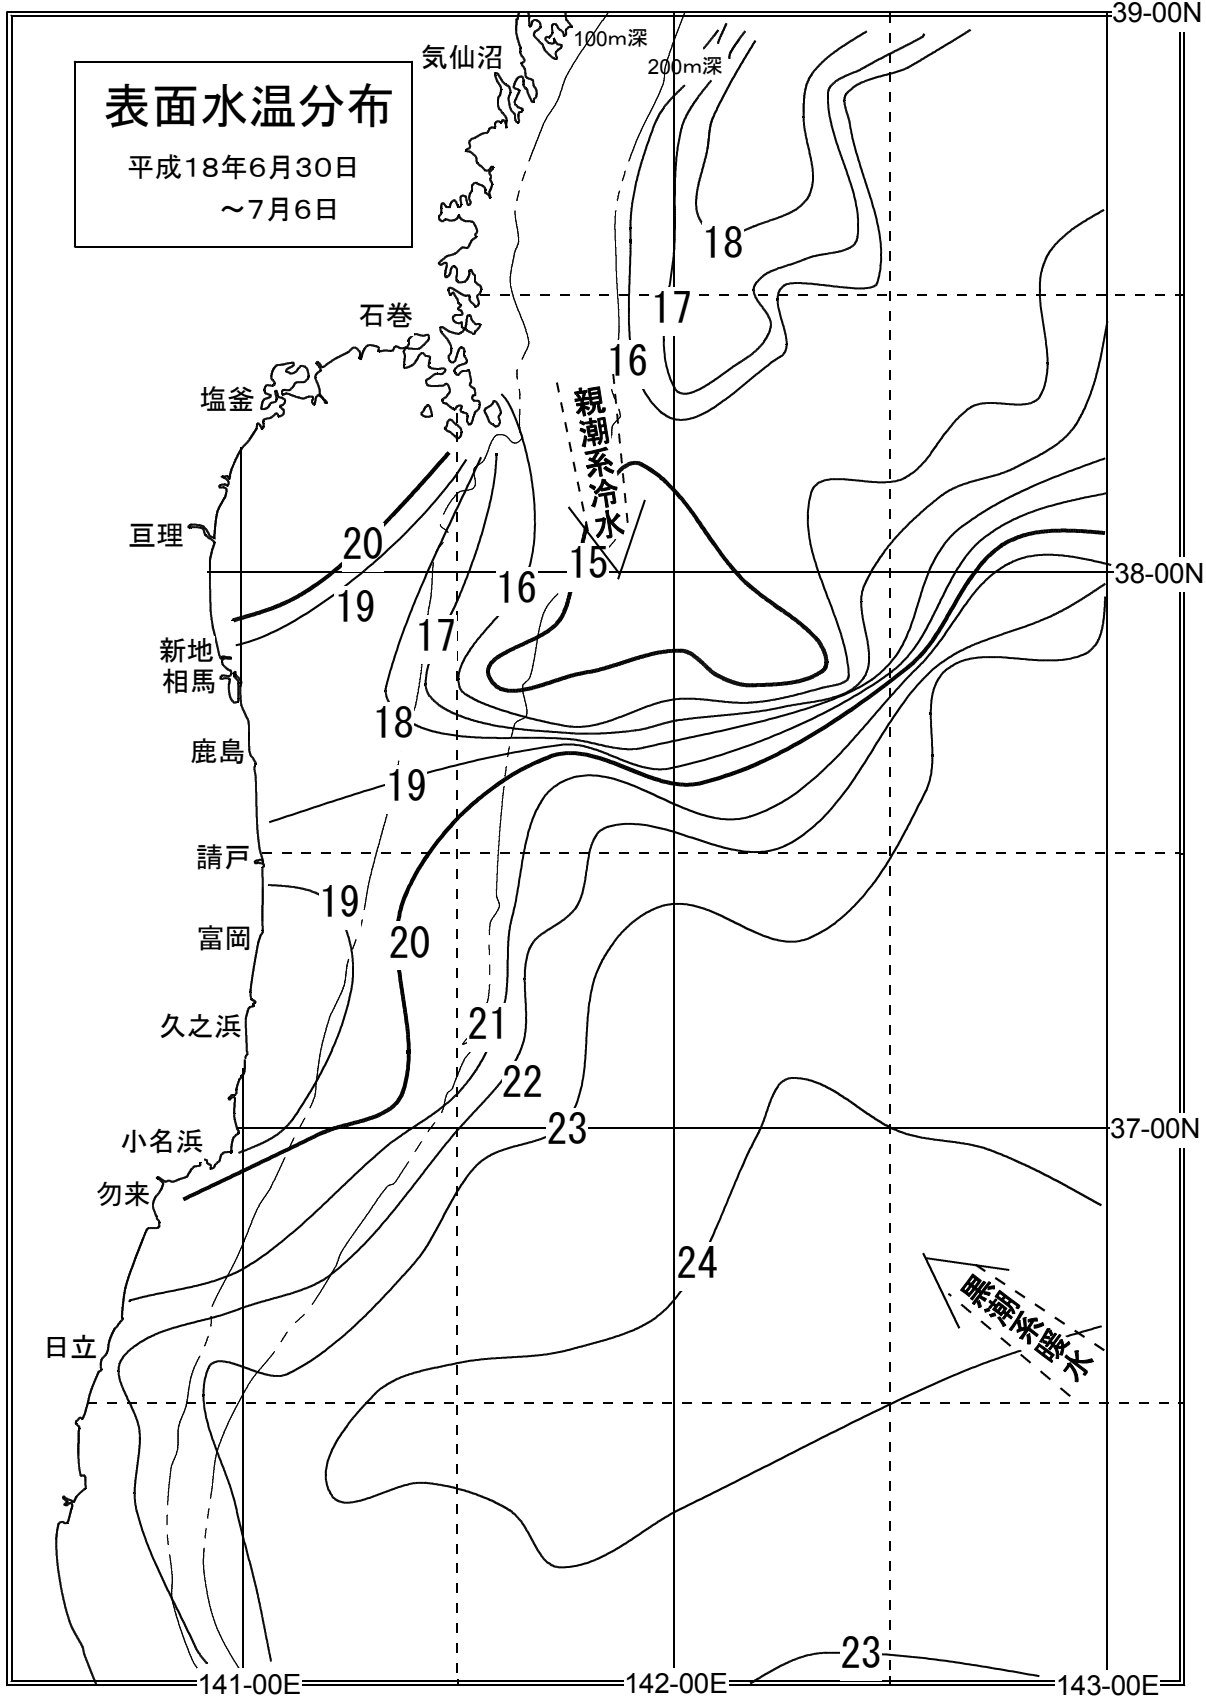 39-00N
100m深
気仙沼
200m深
表面水温分布
平成18年6月30日
～7月6日
18
17
石巻
16
塩釜
親潮系冷水
亘理
20
15
38-00N
16
19
17
新地
相馬
18
鹿島
19
請戸
19
富岡
20
久之浜
21
22
23
37-00N
小名浜
勿来
24
黒潮系暖水
日立
23
141-00E
142-00E
143-00E